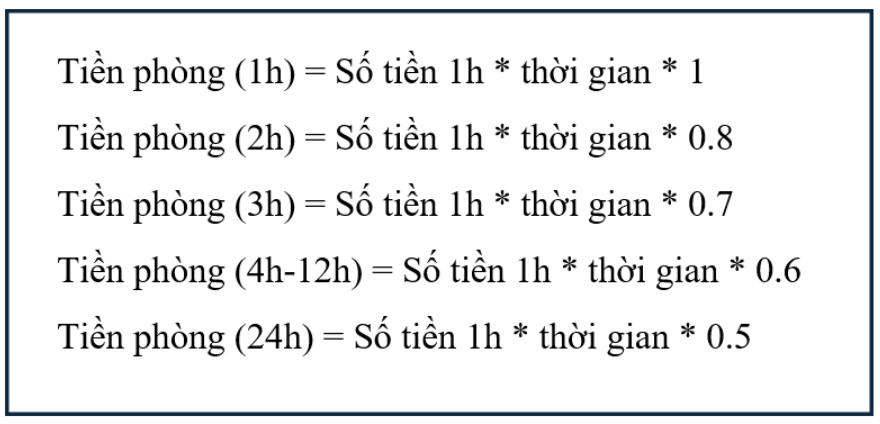 Tiền phòng (1h) = Số tiền 1h * thời gian * 1
Tiền phòng (2h) = Số tiền 1h * thời gian * 0.8
Tiền phòng (3h) = Số tiền 1h * thời gian * 0.7
Tiền phòng (4h-12h) = Số tiền 1h * thời gian * 0.6
Tiền phòng (24h) = Số tiền 1h * thời gian * 0.5